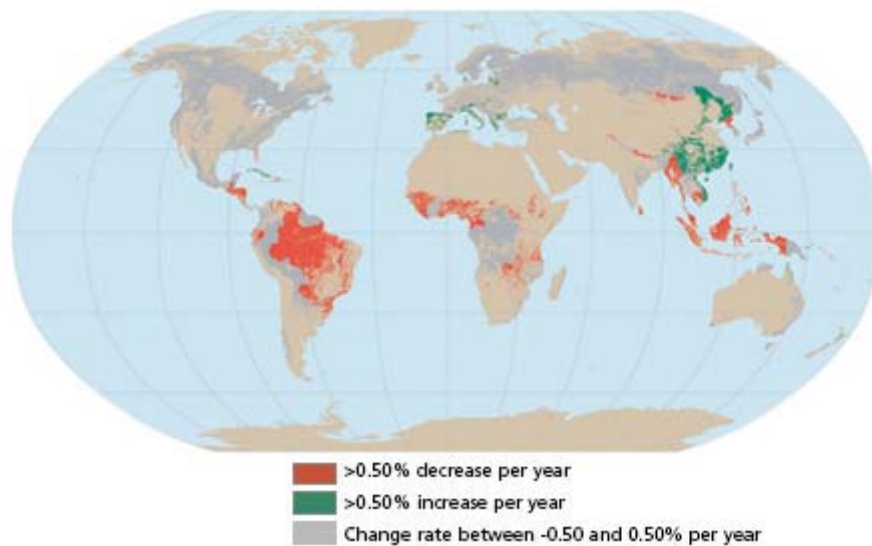 >0.50% decrease per year
>0.50% increase per year
Change rate between -0.50 and 0.50% per year